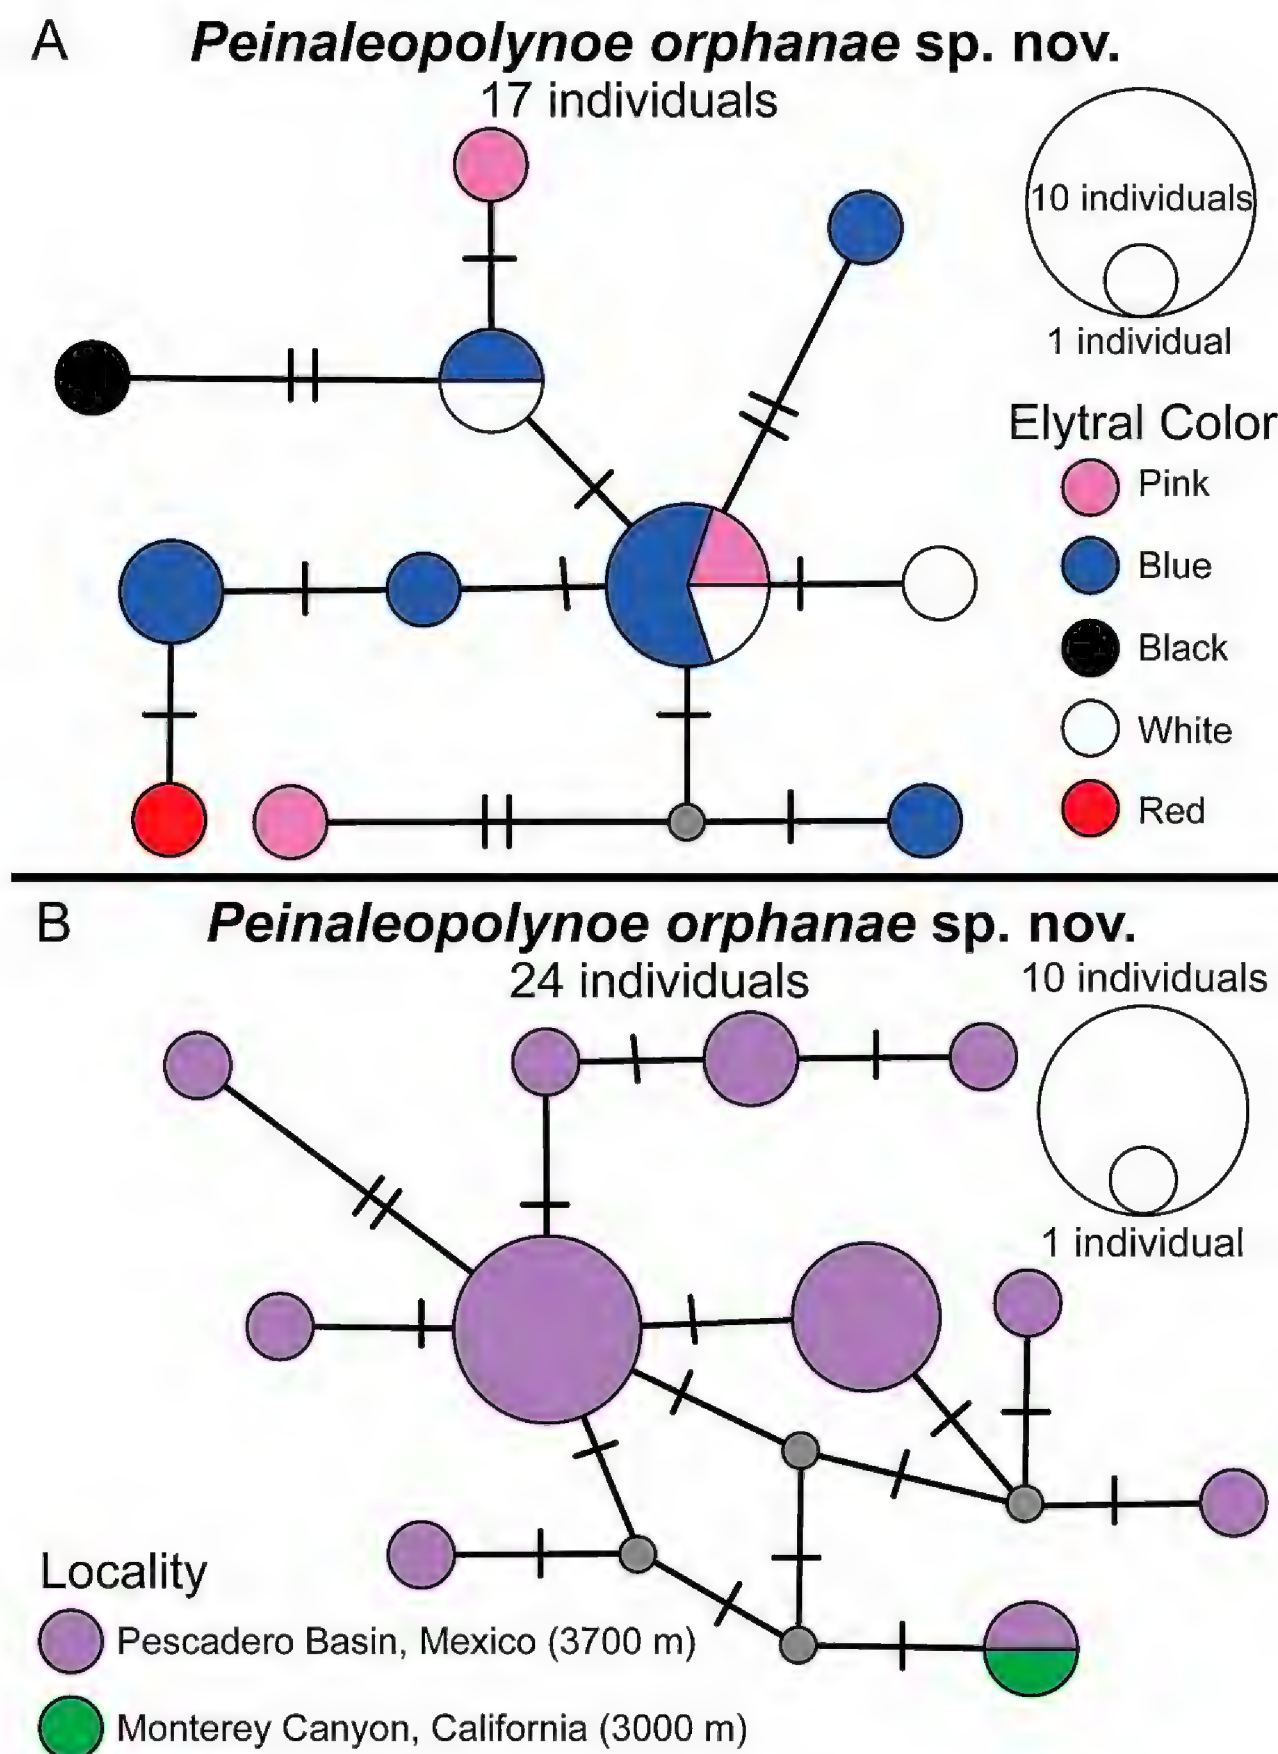 A
Peinaleopolynoe orphanae sp. nov.
17 individuals
10 individuals
1 individual
Elytral Color
Pink
Blue
Black
White
Red
B
Peinaleopolynoe orphanae sp. nov.
24 individuals
10 individuals
1 individual
Locality
Pescadero Basin, Mexico (3700 m)
Monterey Canyon, California (3000 m)